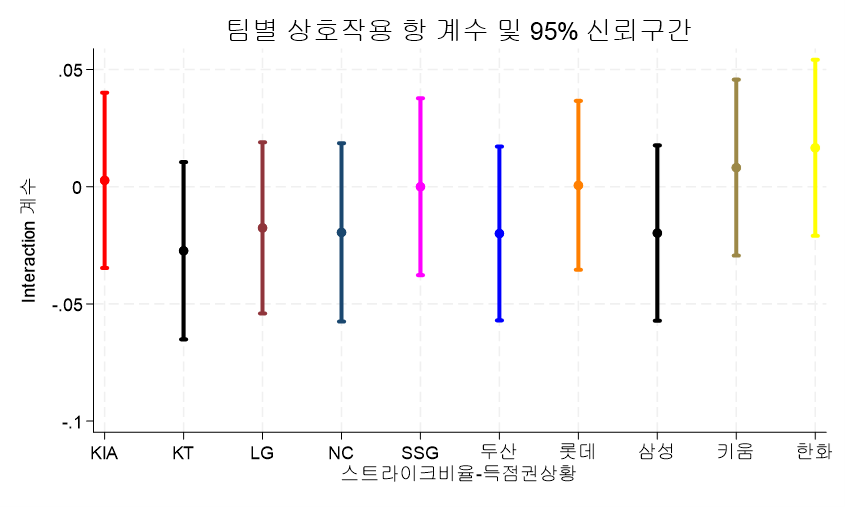 팀별 상호작용 항 계수 및 95% 신뢰구간
.05
0
-.05
-.1
Interaction 계수
KIA KT LG NC SSG 두산 롯데 삼성 키움 한화
스트라이크비율-득점권상황